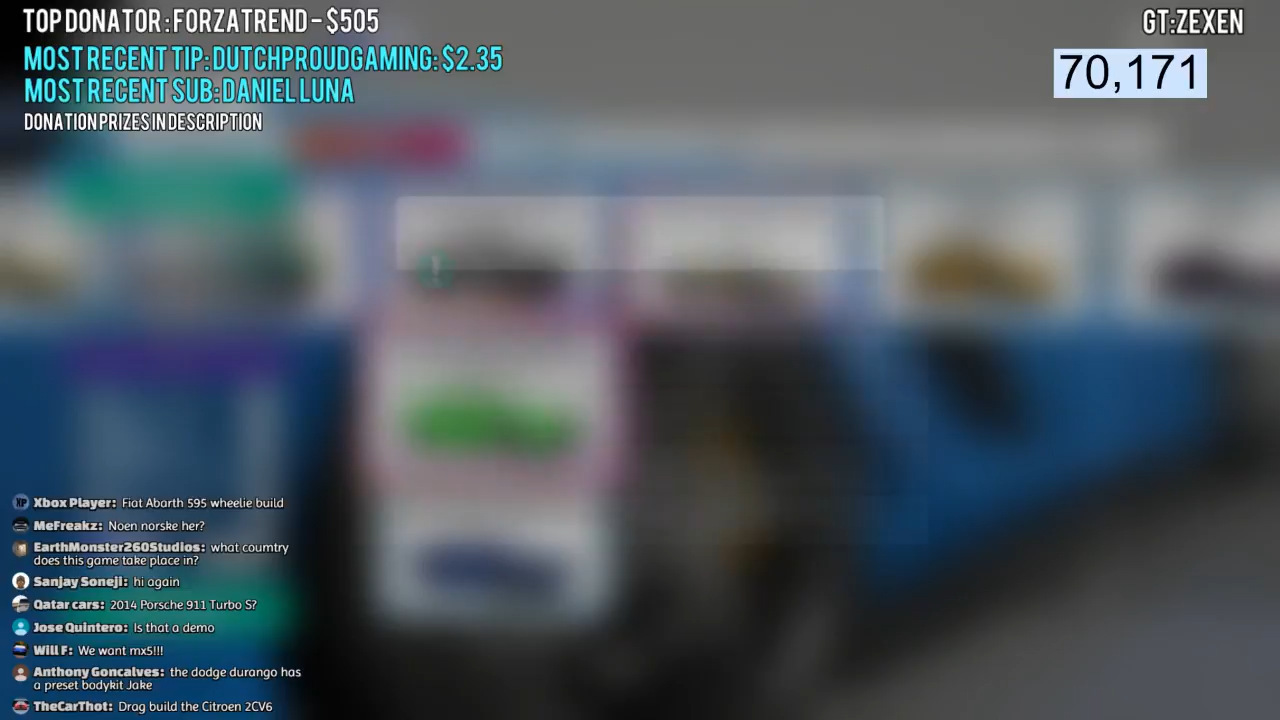 TOP DONATOR : FORZATREND - $505
GT:ZEXEN
MOST RECENT TIP: DUTCHPROUDGAMING: $2.35
70,171
MOST RECENT SUB: DANIEL LUNA
DONATION PRIZES IN DESCRIPTION
!
XP Xbox Player: Fiat Abarth 595 wheelie build
MeFreakz: Noen norske her?
EarthMonster260Studios: what coumtry
does this game take place in?
Sanjay Soneji: hi again
Qatar cars: 2014 Porsche 911 Turbo S?
Jose Quintero: Is that a demo
Will F: We want mx5!!!
Anthony Goncalves: the dodge durango has
a preset bodykit Jake
TheCarThot: Drag build the Citroen 2CV6